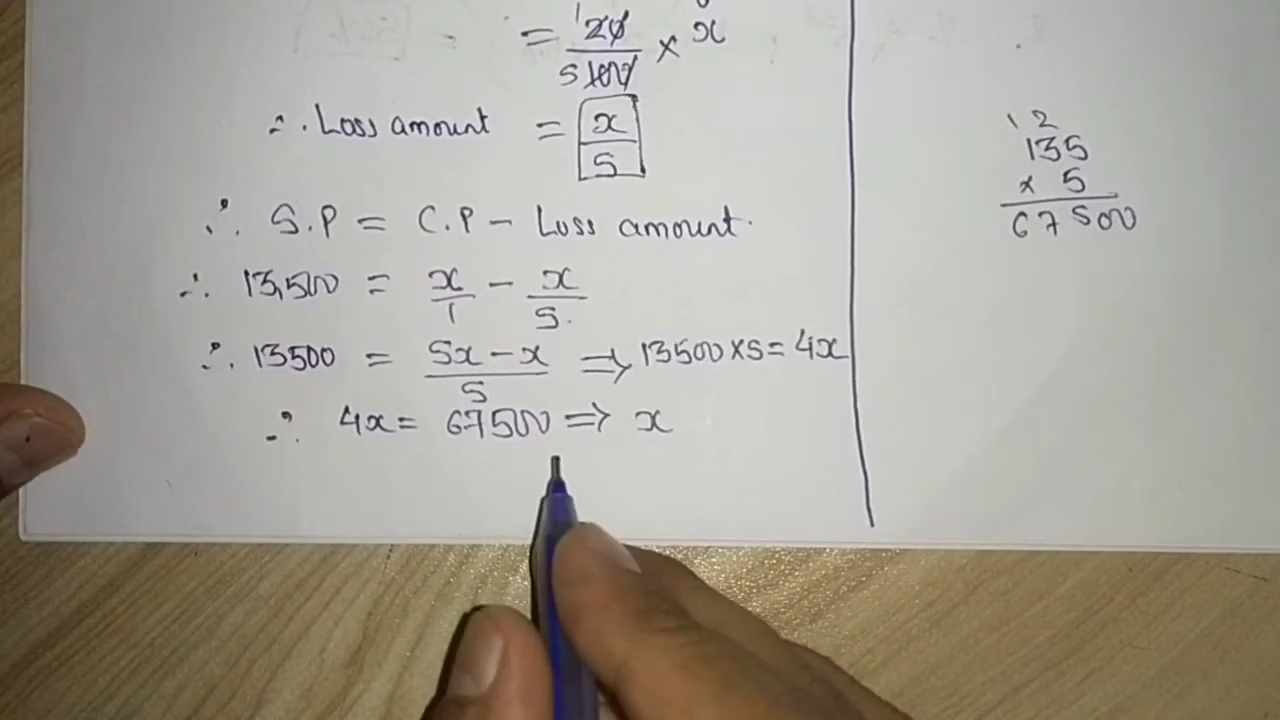 = 20/5 100 × x
∴ Loss amount = x/5
∴ S.P = C.P - Loss amount.
∴ 13,500 = x/1 - x/5.
∴ 13500 = 5x - x/5 ⇒ 13500 x 5 = 4x
∴ 4x = 67500 ⇒ x
1 2
135
x 5
67500